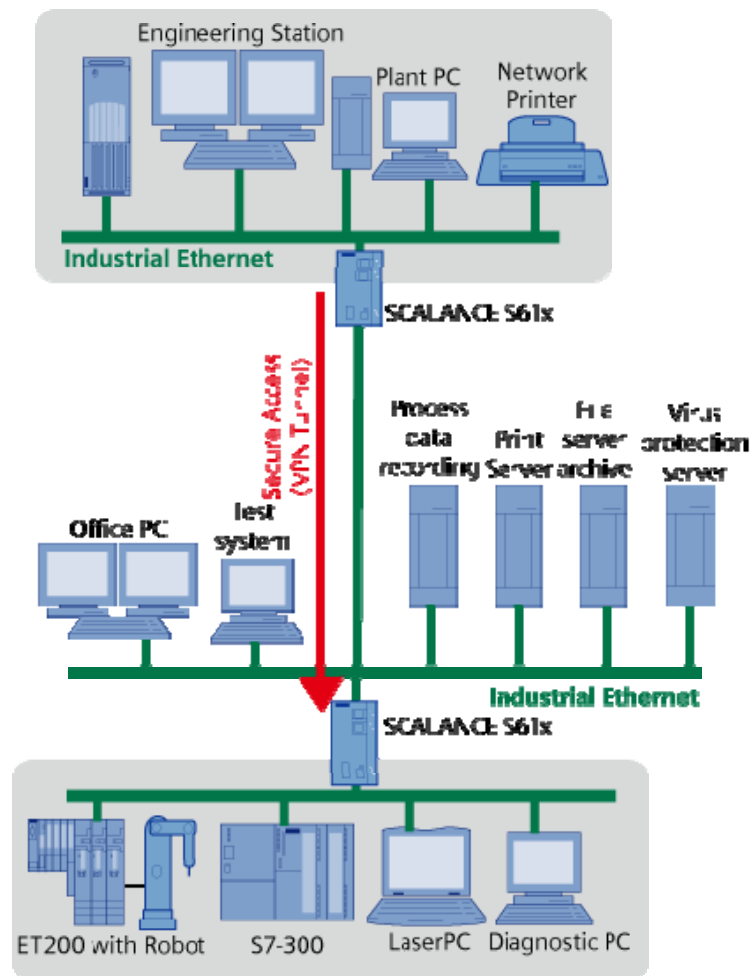 Engineering Station
Plant PC
Network
Printer
Industrial Ethernet
SCALANCE S61x
Secure Access
(VPN Tunnel)
Process
data
recording
Print
Server
File
server
archive
Virus
protection
server
Office PC
Test
system
Industrial Ethernet
SCALANCE S61x
ET200 with Robot
S7-300
LaserPC
Diagnostic PC